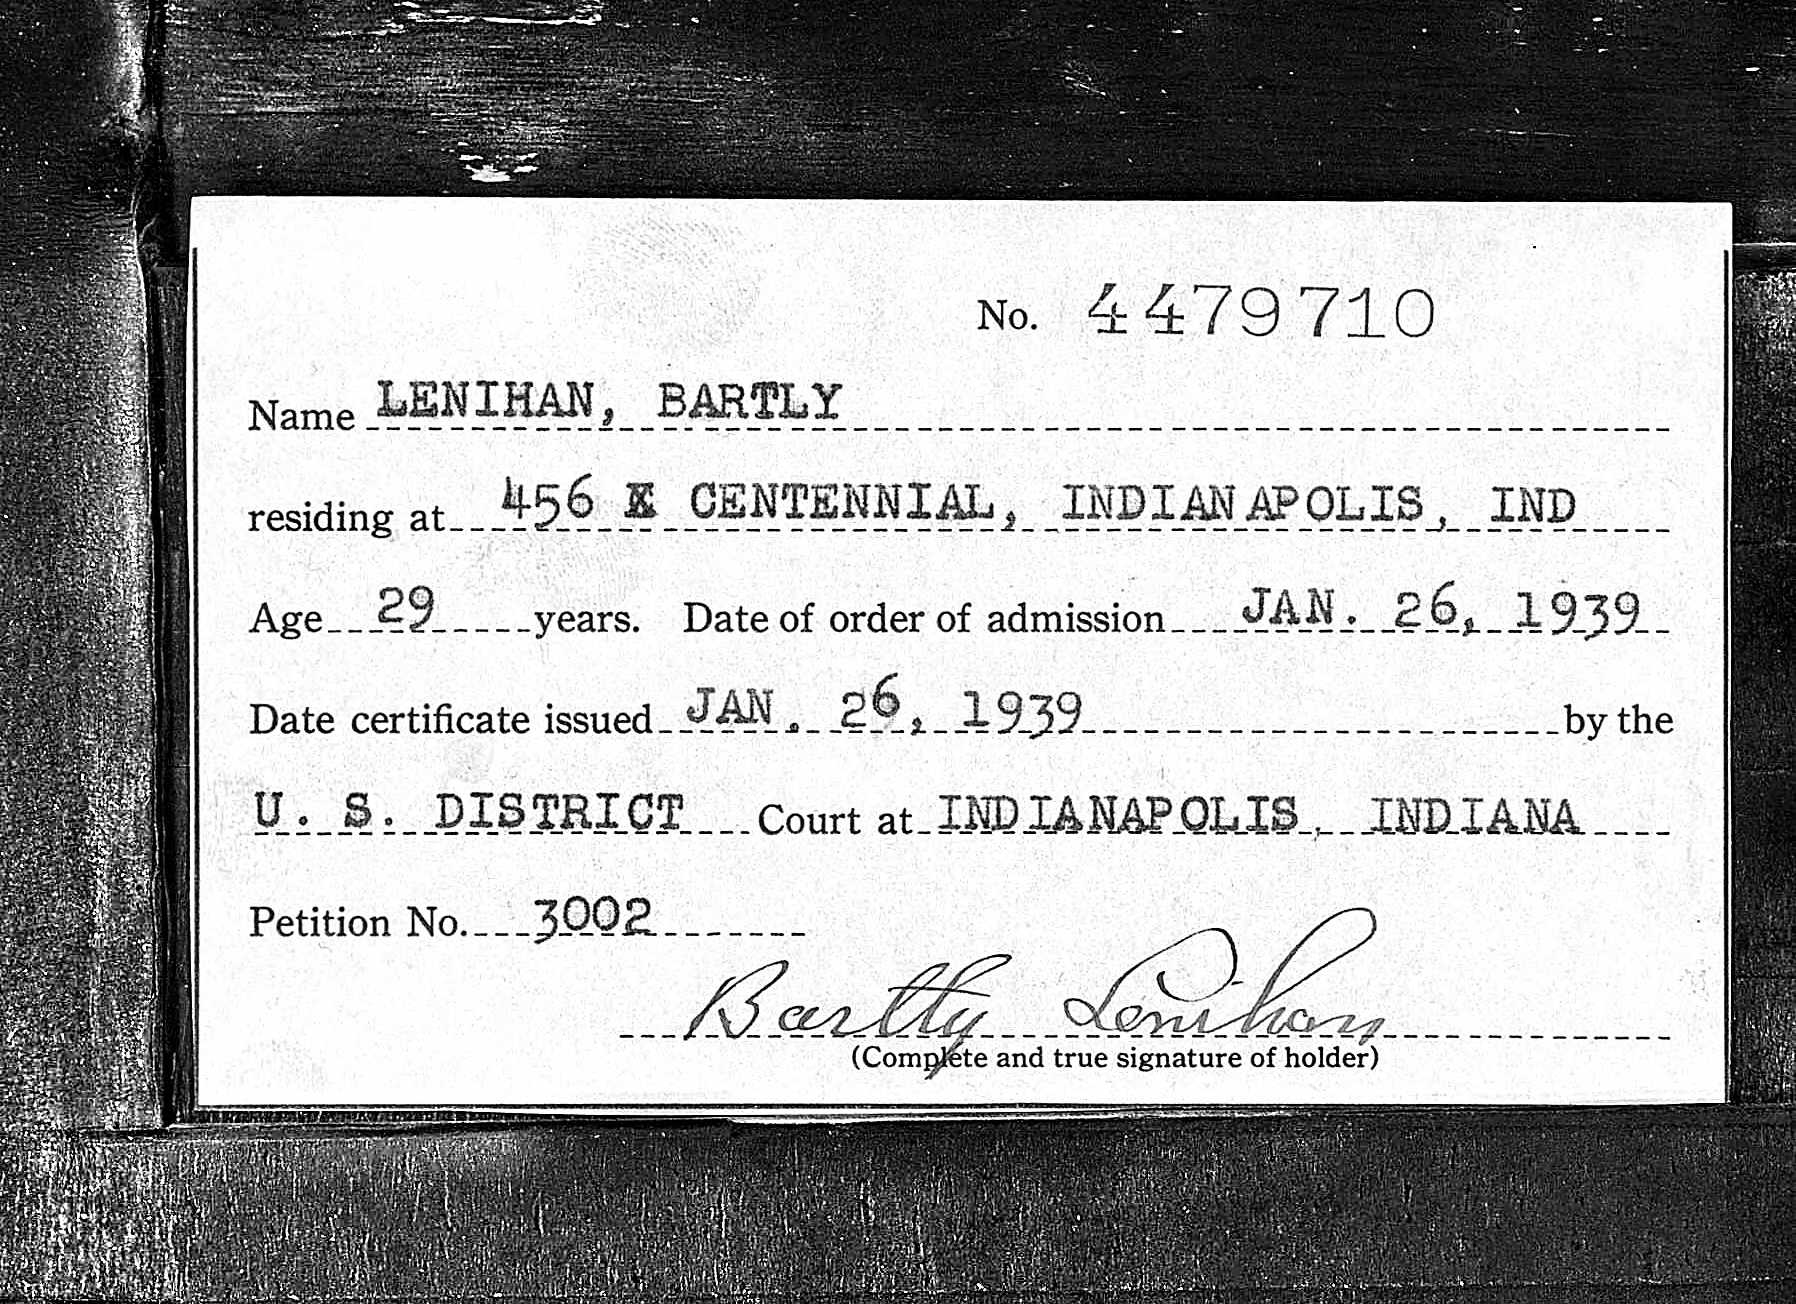 No. 4479710
Name LENIHAN, BARTLY
residing at 456 CENTENNIAL, INDIANAPOLIS, IND
Age 29 years. Date of order of admission JAN. 26, 1939
Date certificate issued JAN. 26, 1939 by the
U. S. DISTRICT Court at INDIANAPOLIS, INDIANA
Petition No. 3002
Bartly Lenihan
(Complete and true signature of holder)